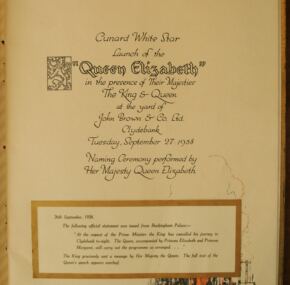 Cunard White Star
Launch of the
"Queen Elizabeth"
in the presence of Their Majesties
The King & Queen
at the yard of
John Brown & Co. Ltd.
Clydebank
Tuesday, September 27 1938
Naming Ceremony performed by
Her Majesty Queen Elizabeth
26th September, 1938.
The following official statement was issued from Buckingham Palace:—
"At the request of the Prime Minister the King has cancelled his journey to
Clydebank to-night. The Queen, accompanied by Princess Elizabeth and Princess
Margaret, will carry out the programme as arranged."
The King graciously sent a message by Her Majesty the Queen. The full text of the
Queen's speech appears overleaf.